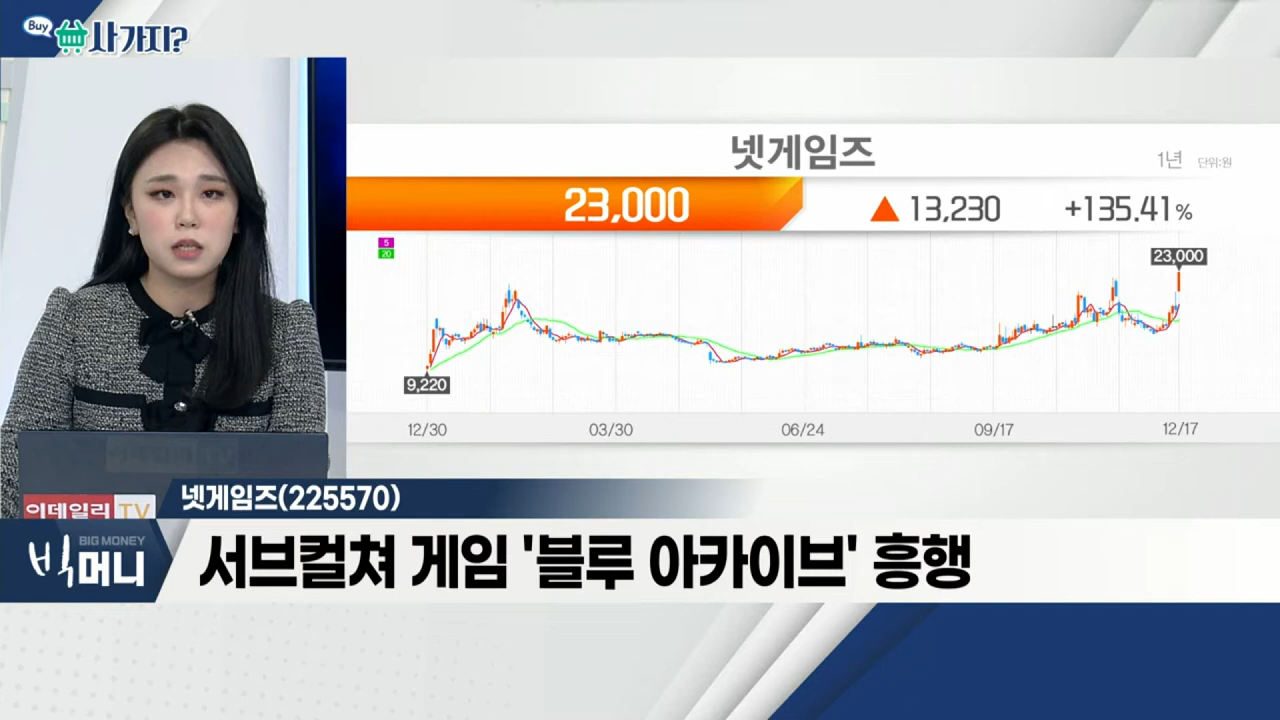 Buy 사가지?
넷게임즈
1년 단위:원
23,000 ▲ 13,230 +135.41%
5
20
23,000
9,220
12/30 03/30 06/24 09/17 12/17
넷게임즈(225570)
이데일리 TV
BIG MONEY
빅머니
서브컬쳐 게임 '블루 아카이브' 흥행